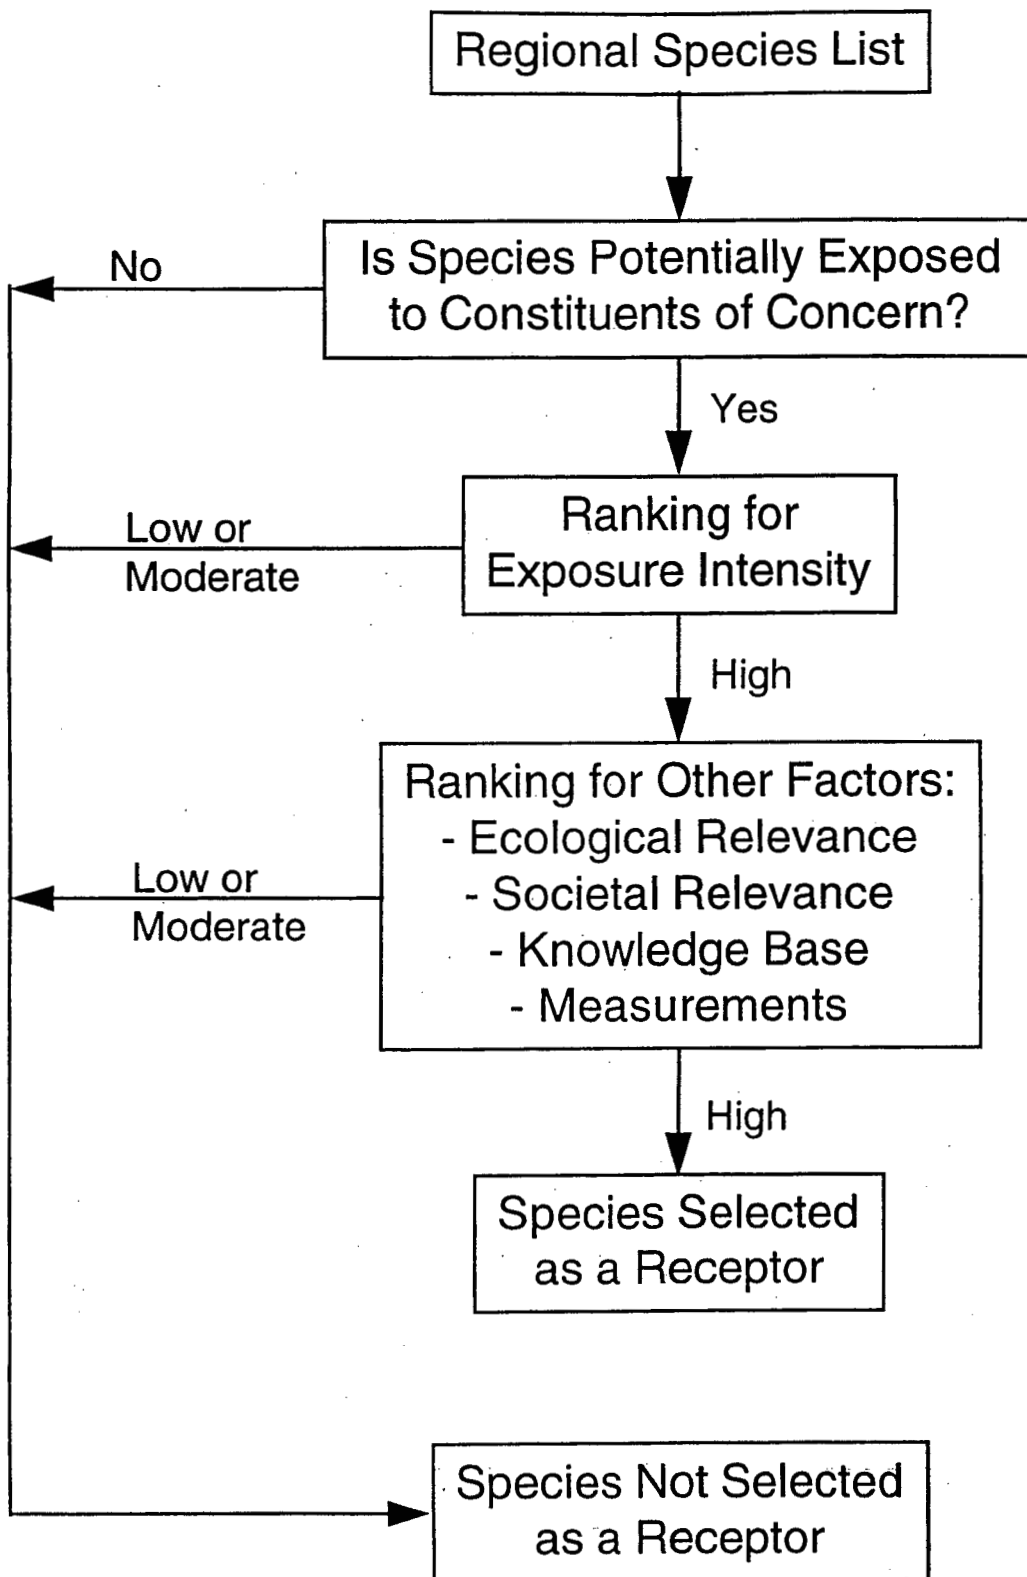 Regional Species List
Is Species Potentially Exposed
to Constituents of Concern?
No
Yes
Ranking for
Exposure Intensity
Low or
Moderate
High
Ranking for Other Factors:
- Ecological Relevance
- Societal Relevance
- Knowledge Base
- Measurements
Low or
Moderate
High
Species Selected
as a Receptor
Species Not Selected
as a Receptor